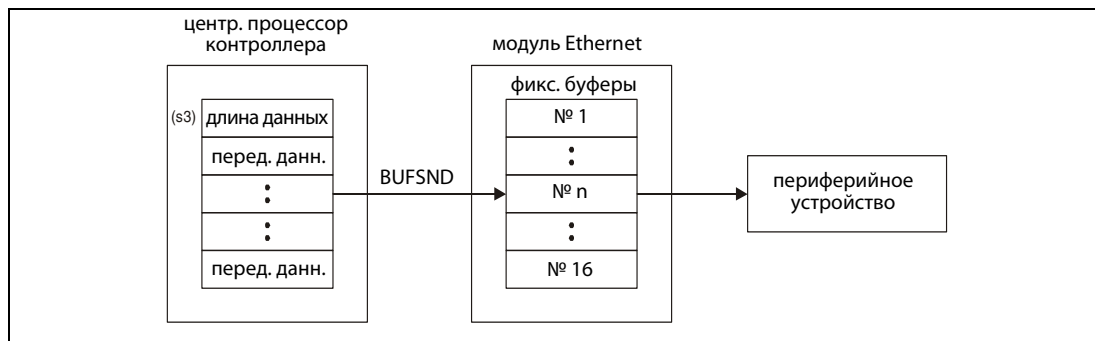 центр. процессор
контроллера
модуль Ethernet
фикс. буферы
(s3) длина данных
перед. данн.
перед. данн.
BUFSND
№ 1
№ n
№ 16
периферийное
устройство